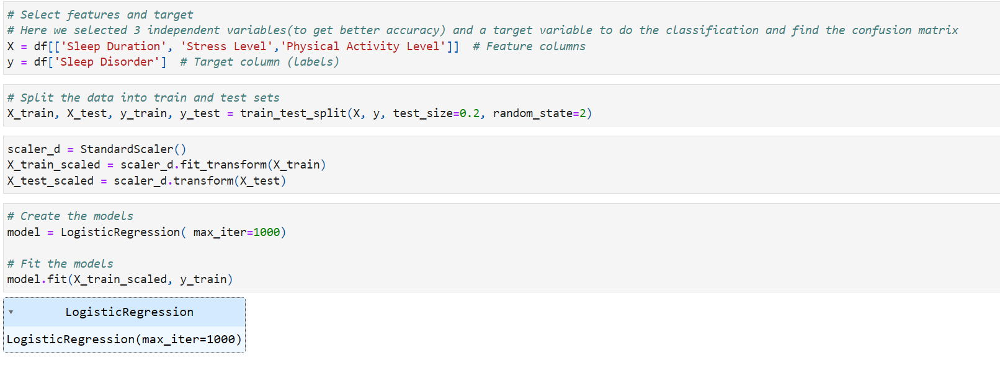 # Select features and target
# Here we selected 3 independent variables(to get better accuracy) and a target variable to do the classification and find the confusion matrix
X = df[['Sleep Duration', 'Stress Level','Physical Activity Level']]  # Feature columns
y = df['Sleep Disorder']  # Target column (labels)
# Split the data into train and test sets
X_train, X_test, y_train, y_test = train_test_split(X, y, test_size=0.2, random_state=2)
scaler_d = StandardScaler()
X_train_scaled = scaler_d.fit_transform(X_train)
X_test_scaled = scaler_d.transform(X_test)
# Create the models
model = LogisticRegression( max_iter=1000)
# Fit the models
model.fit(X_train_scaled, y_train)
LogisticRegression
LogisticRegression(max_iter=1000)